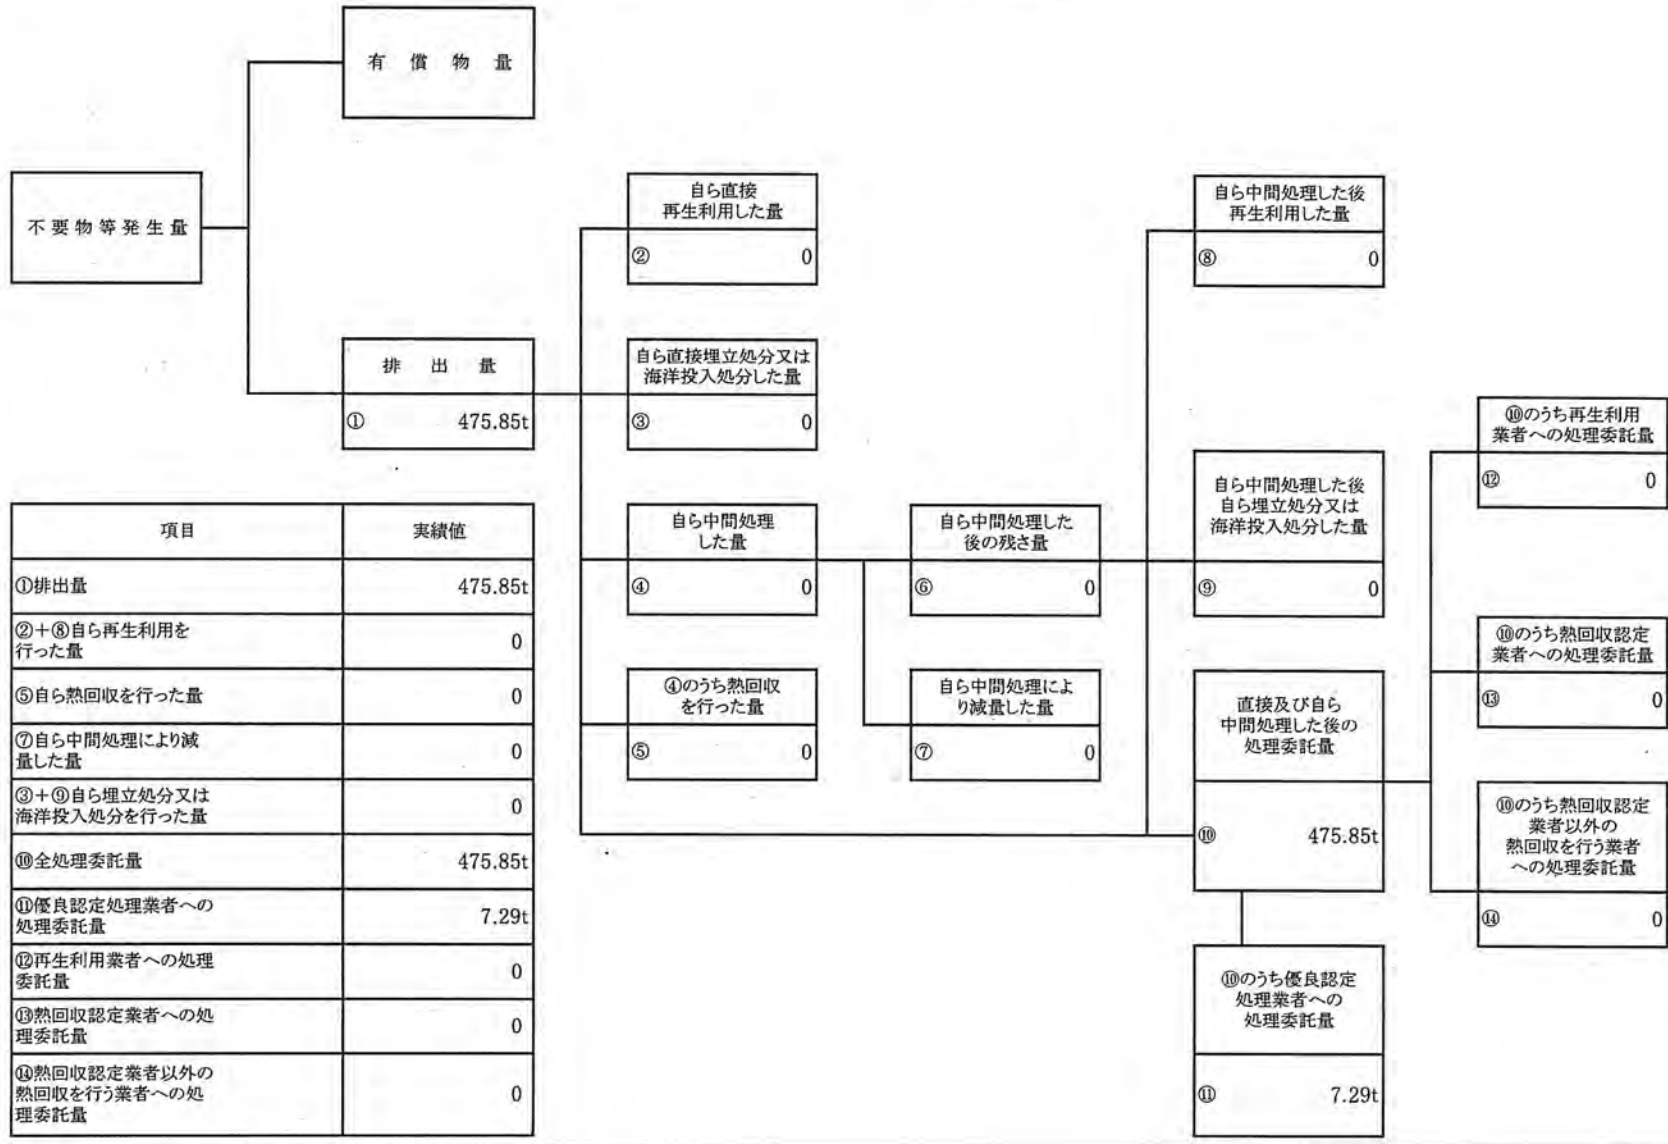 有償物量
不要物等発生量
排出量
① 475.85t
自ら直接
再生利用した量
② 0
自ら直接埋立処分又は
海洋投入処分した量
③ 0
自ら中間処理
した量
④ 0
④のうち熱回収
を行った量
⑤ 0
自ら中間処理した
後の残さ量
⑥ 0
自ら中間処理によ
り減量した量
⑦ 0
自ら中間処理した後
再生利用した量
⑧ 0
自ら中間処理した後
自ら埋立処分又は
海洋投入処分した量
⑨ 0
直接及び自ら
中間処理した後の
処理委託量
⑩ 475.85t
⑩のうち優良認定
処理業者への
処理委託量
⑪ 7.29t
⑩のうち再生利用
業者への処理委託量
⑫ 0
⑩のうち熱回収認定
業者への処理委託量
⑬ 0
⑩のうち熱回収認定
業者以外の
熱回収を行う業者
への処理委託量
⑭ 0
項目 実績値
①排出量 475.85t
②+⑧自ら再生利用を
行った量 0
⑤自ら熱回収を行った量 0
⑦自ら中間処理により減
量した量 0
③+⑨自ら埋立処分又は
海洋投入処分を行った量 0
⑩全処理委託量 475.85t
⑪優良認定処理業者への
処理委託量 7.29t
⑫再生利用業者への処理
委託量 0
⑬熱回収認定業者への処
理委託量 0
⑭熱回収認定業者以外の
熱回収を行う業者への処
理委託量 0